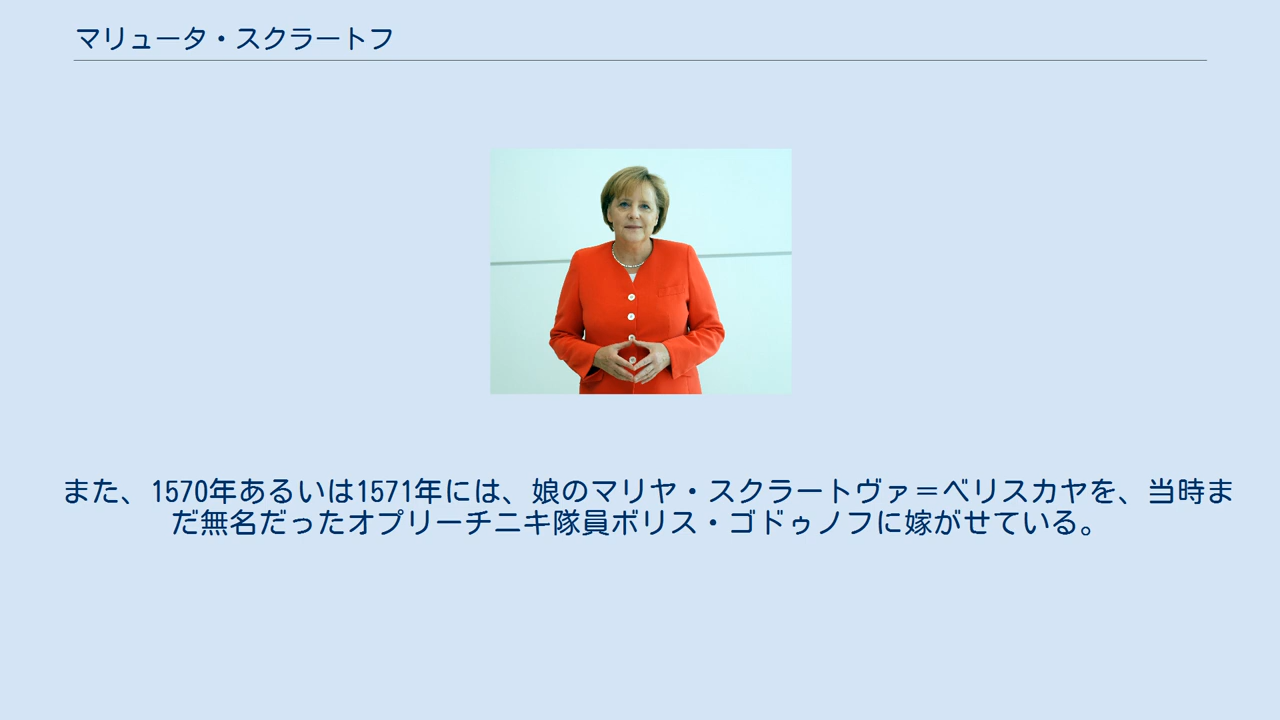 マリュータ・スクラートフ
また、1570年あるいは1571年には、娘のマリヤ・スクラートヴァ＝ベリスカヤを、当時ま
だ無名だったオプリーチニキ隊員ボリス・ゴドゥノフに嫁がせている。